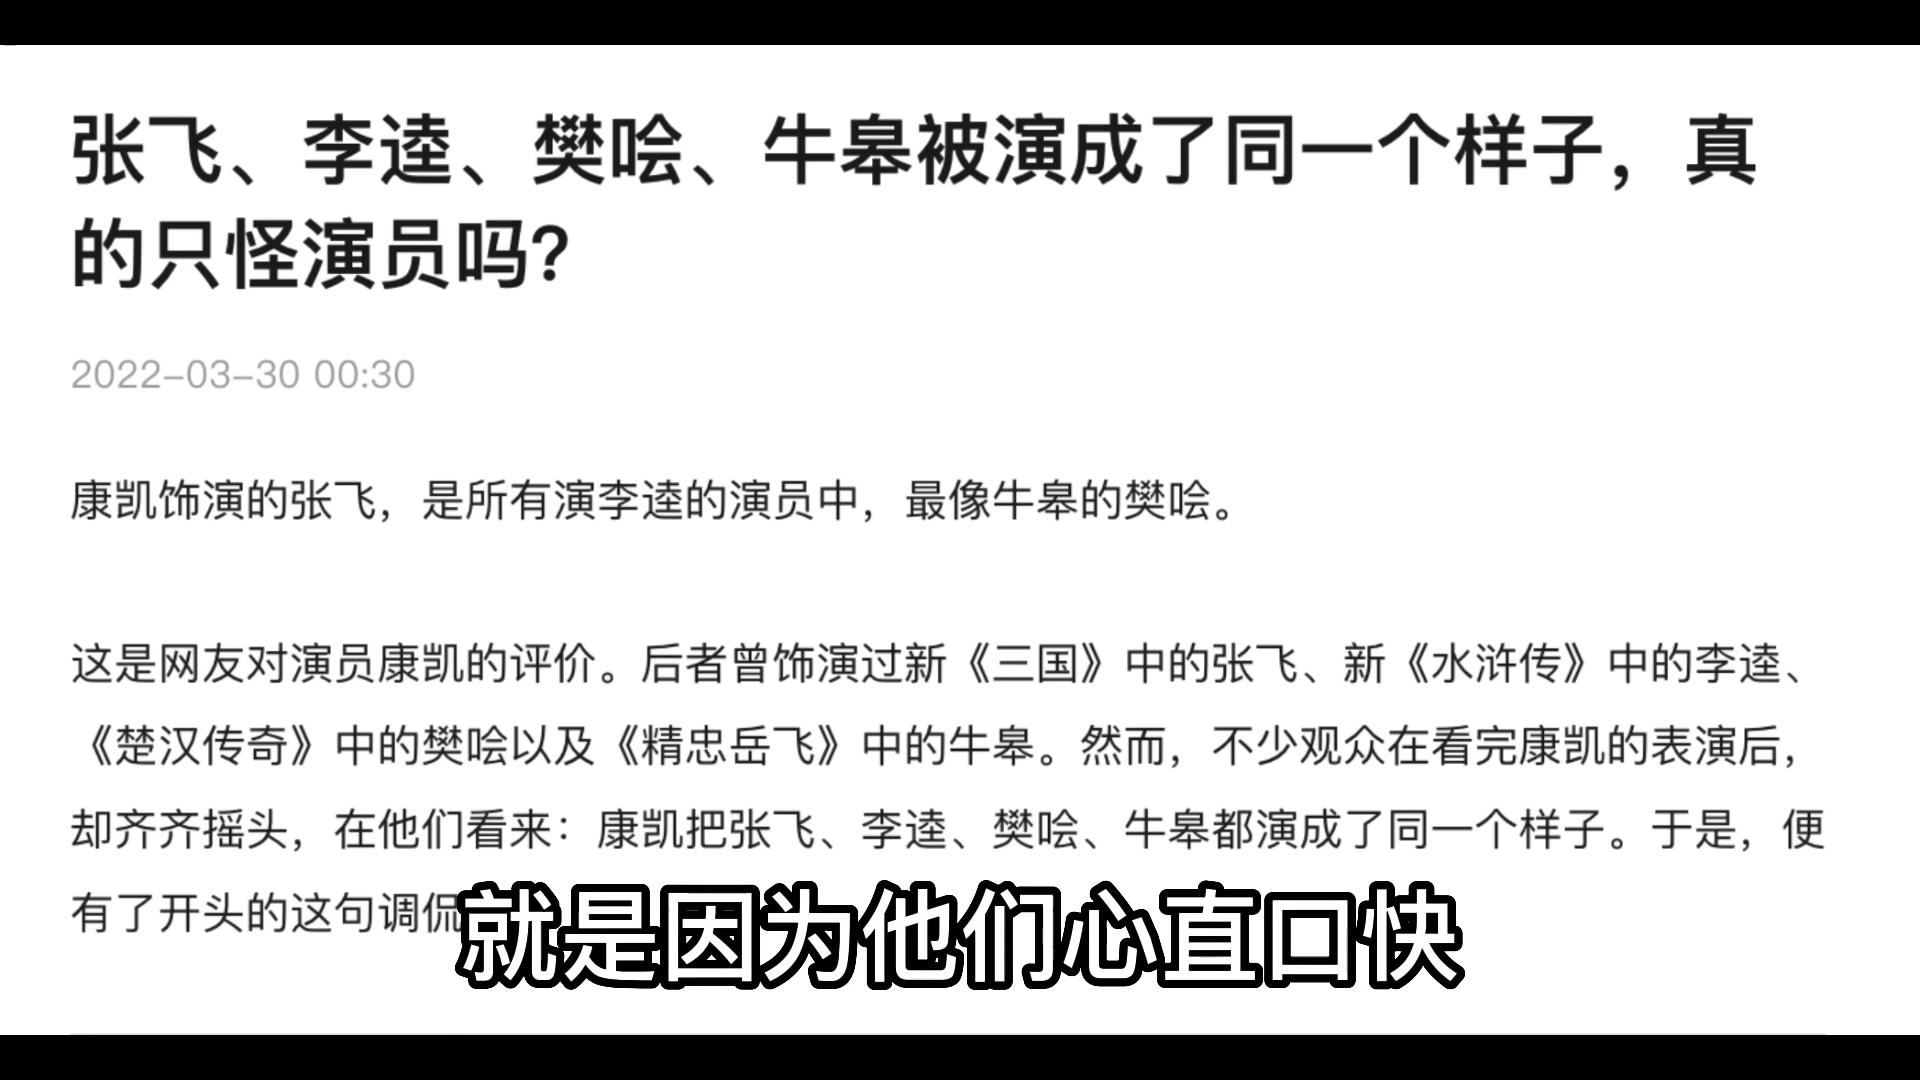 张飞、李逵、樊哙、牛皋被演成了同一个样子，真
的只怪演员吗?
2022-03-30 00:30
康凯饰演的张飞，是所有演李逵的演员中，最像牛皋的樊哙。
这是网友对演员康凯的评价。后者曾饰演过新《三国》中的张飞、新《水浒传》中的李逵、
《楚汉传奇》中的樊哙以及《精忠岳飞》中的牛皋。然而，不少观众在看完康凯的表演后，
却齐齐摇头，在他们看来：康凯把张飞、李逵、樊哙、牛皋都演成了同一个样子。于是，便
有了开头的这句调侃
就是因为他们心直口快